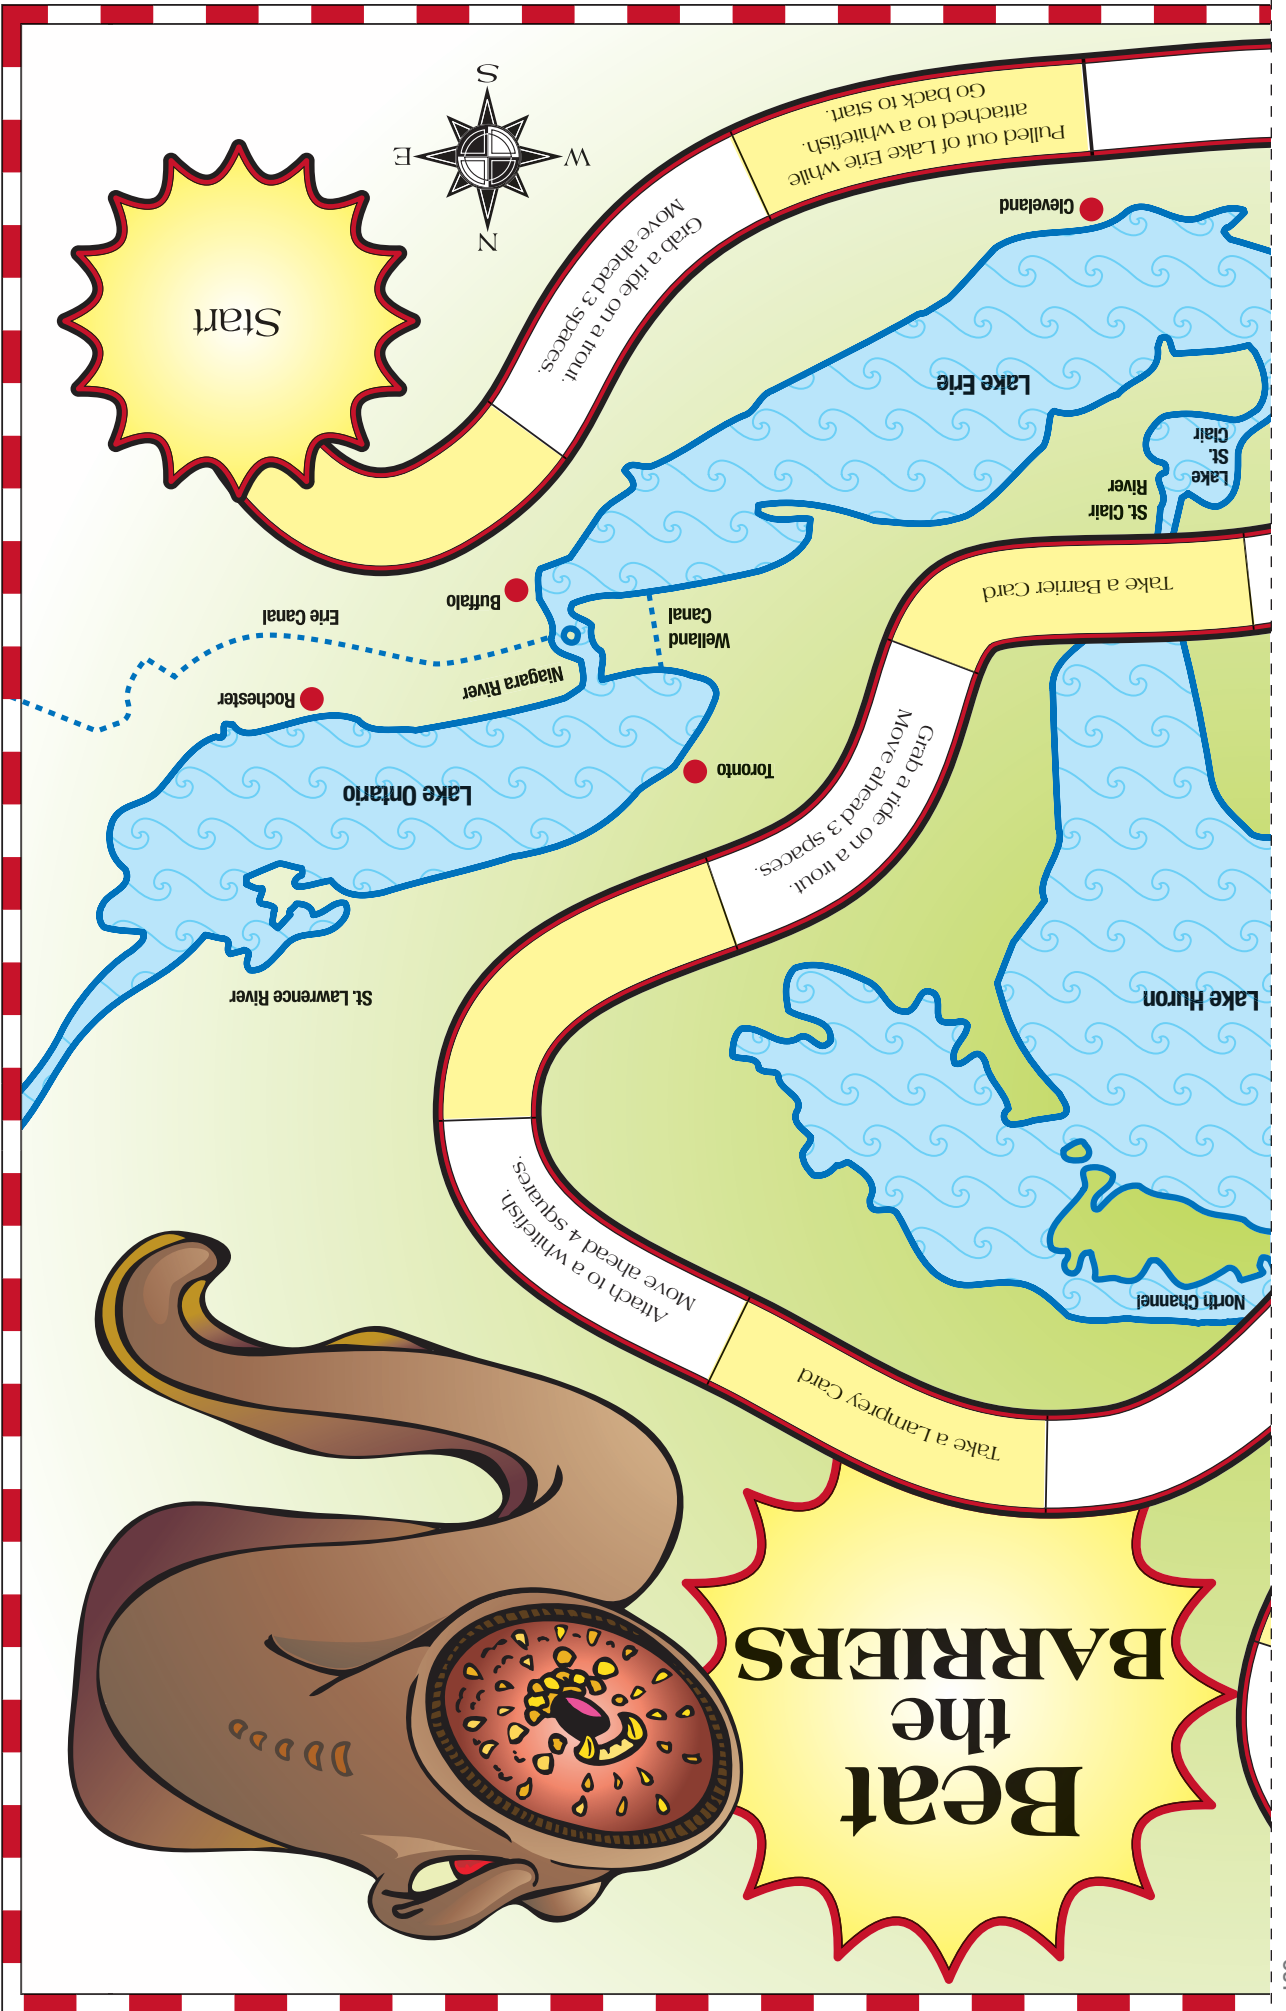 Beat
the
BARRIERS
Take a Lamprey Card
North Channel
Attach to a whitefish.
Move ahead 4 squares.
Lake Huron
St. Lawrence River
Grab a ride on a trout.
Move ahead 3 spaces.
Lake Ontario
Toronto
Rochester
Niagara River
Welland
Canal
Erie Canal
Buffalo
Take a Barrier Card
St. Clair
River
Lake
St.
Clair
Lake Erie
Start
Grab a ride on a trout.
Move ahead 3 spaces.
Cleveland
N
W
E
S
Pulled out of Lake Erie while
attached to a whitefish.
Go back to start.